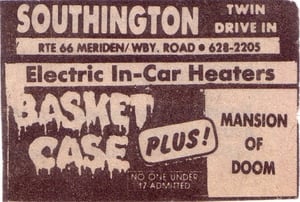 SOUTHINGTON TWIN DRIVE IN
RTE 66 MERIDEN/WBY. ROAD • 628-2205
Electric In-Car Heaters
BASKET CASE
PLUS!
MANSION OF DOOM
NO ONE UNDER
17 ADMITTED